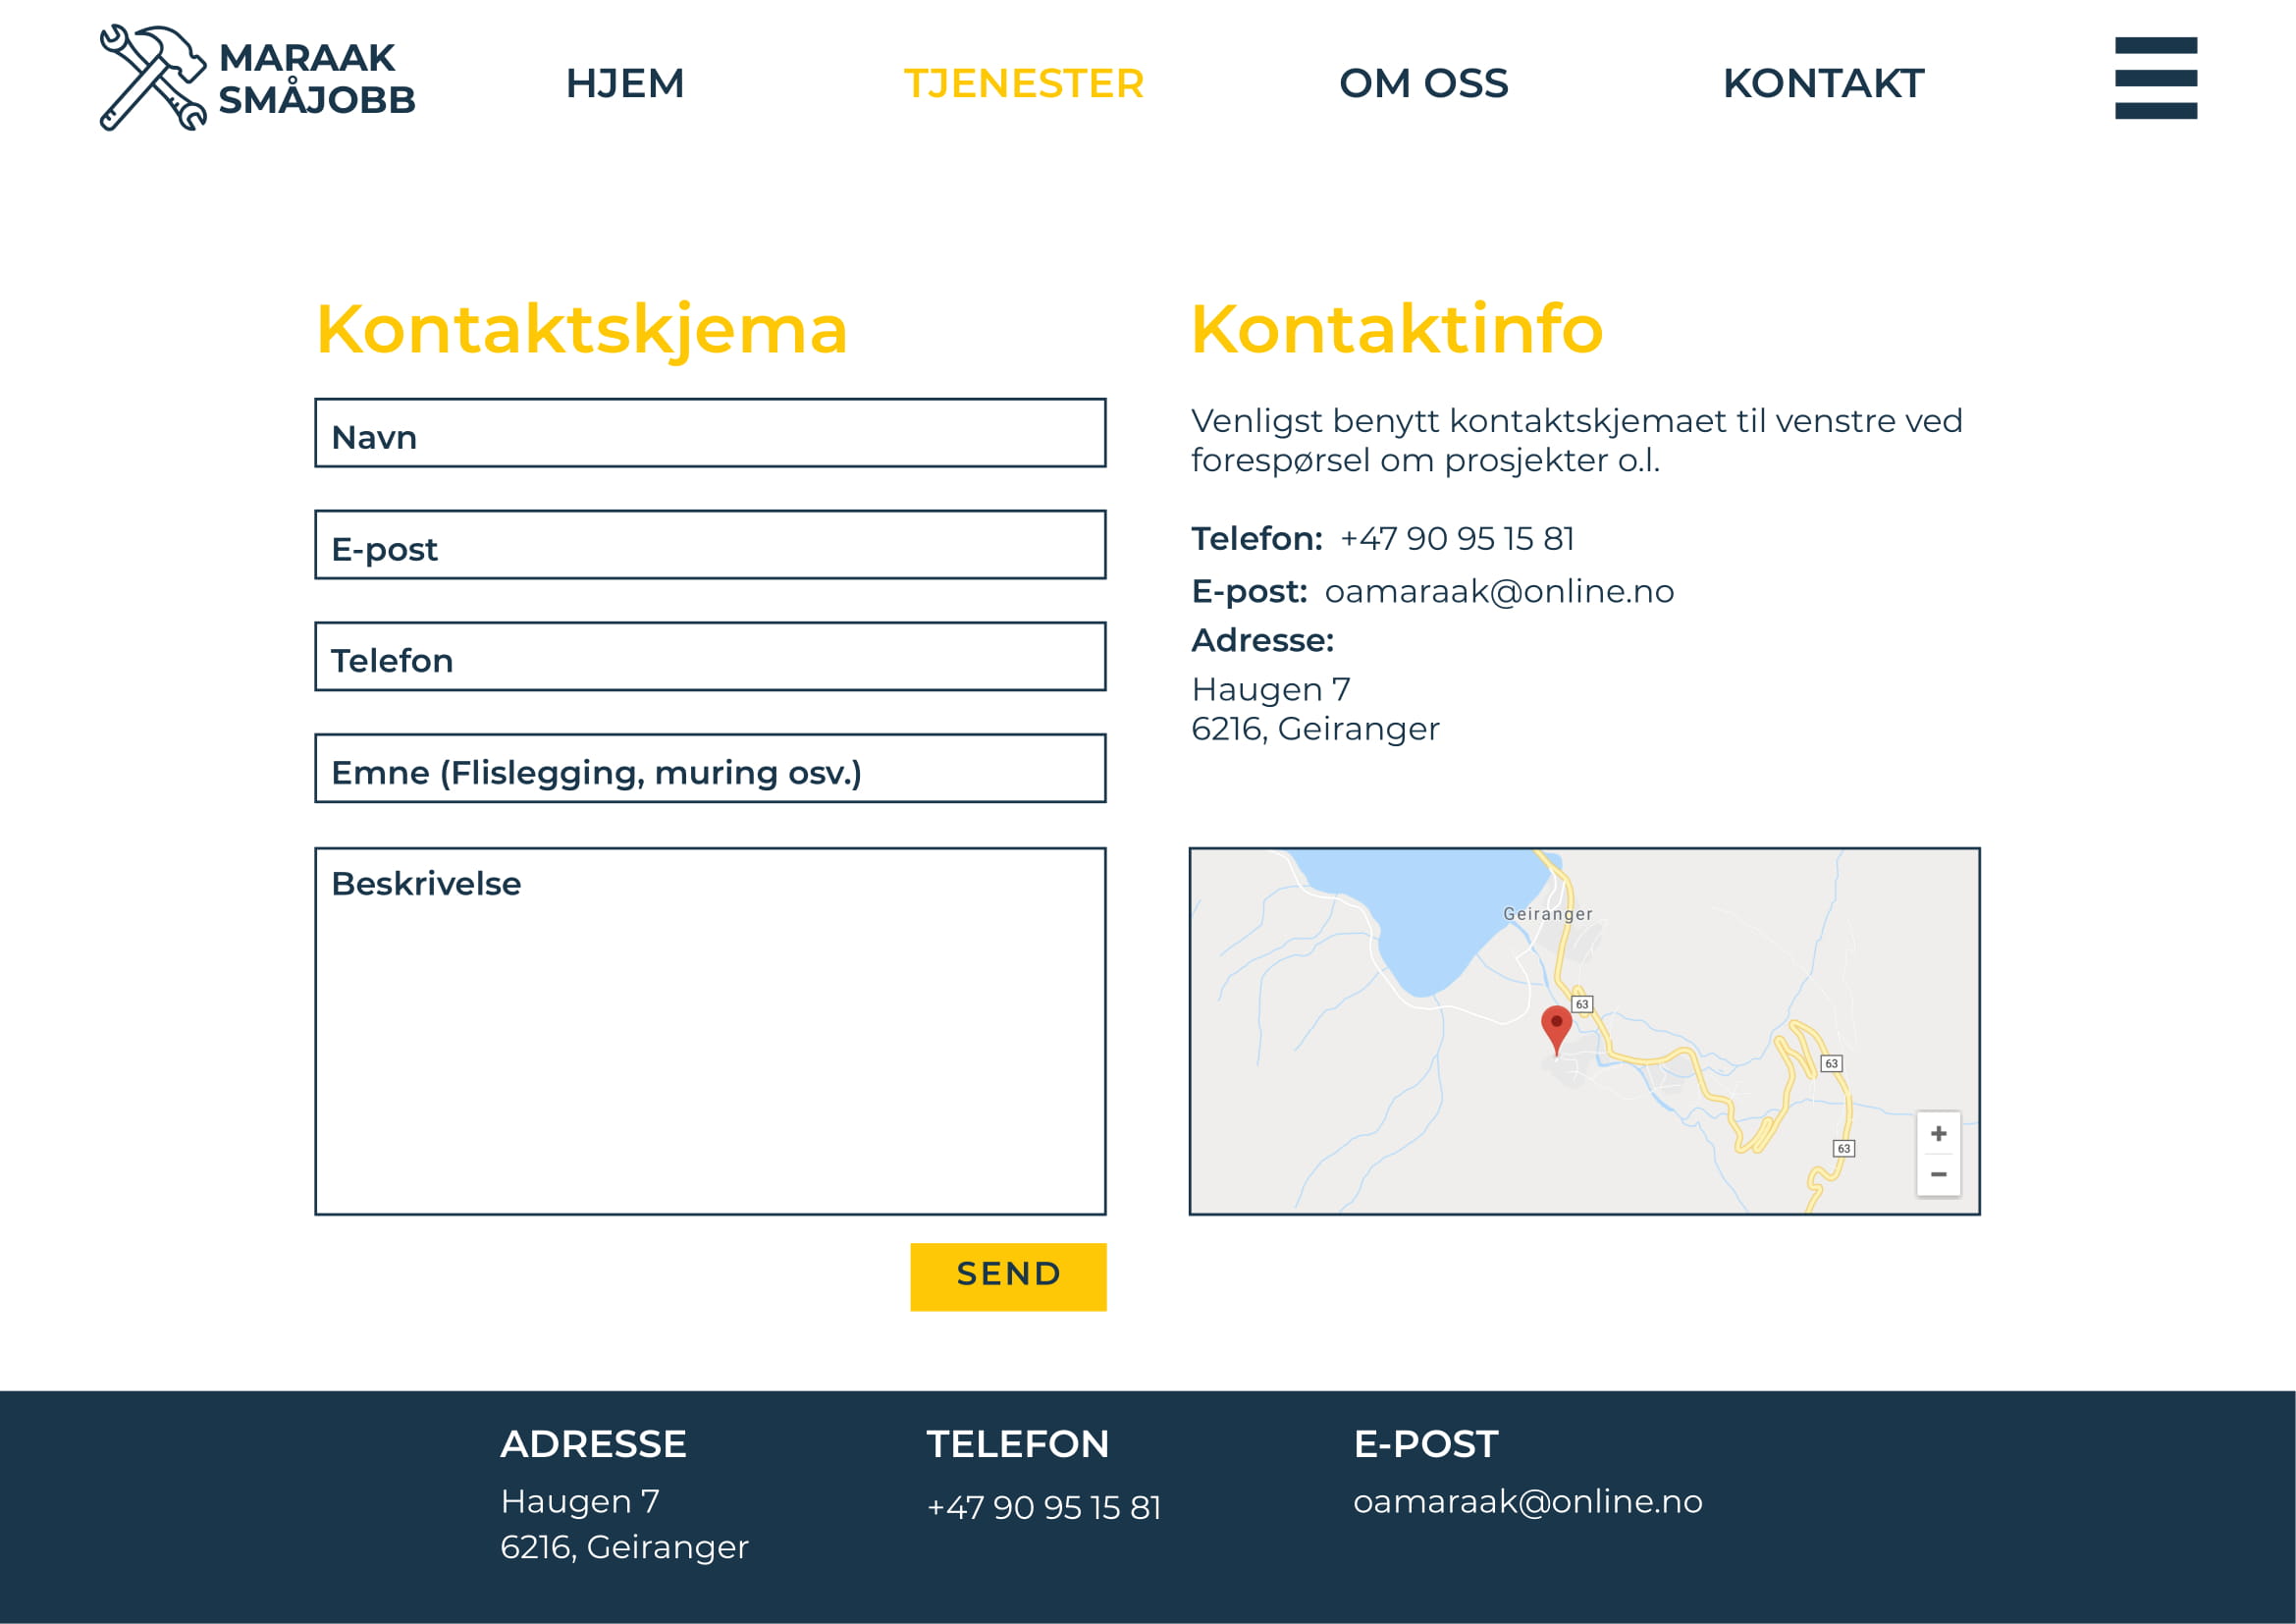 MARAAK
SMÅJOBB
HJEM
TJENESTER
OM OSS
KONTAKT
Kontaktskjema
Navn
E-post
Telefon
Emne (Flislegging, muring osv.)
Beskrivelse
SEND
Kontaktinfo
Venligst benytt kontaktskjemaet til venstre ved
forespørsel om prosjekter o.l.
Telefon: +47 90 95 15 81
E-post: oamaraak@online.no
Adresse:
Haugen 7
6216, Geiranger
Geiranger
63
63
63
+
−
ADRESSE
Haugen 7
6216, Geiranger
TELEFON
+47 90 95 15 81
E-POST
oamaraak@online.no